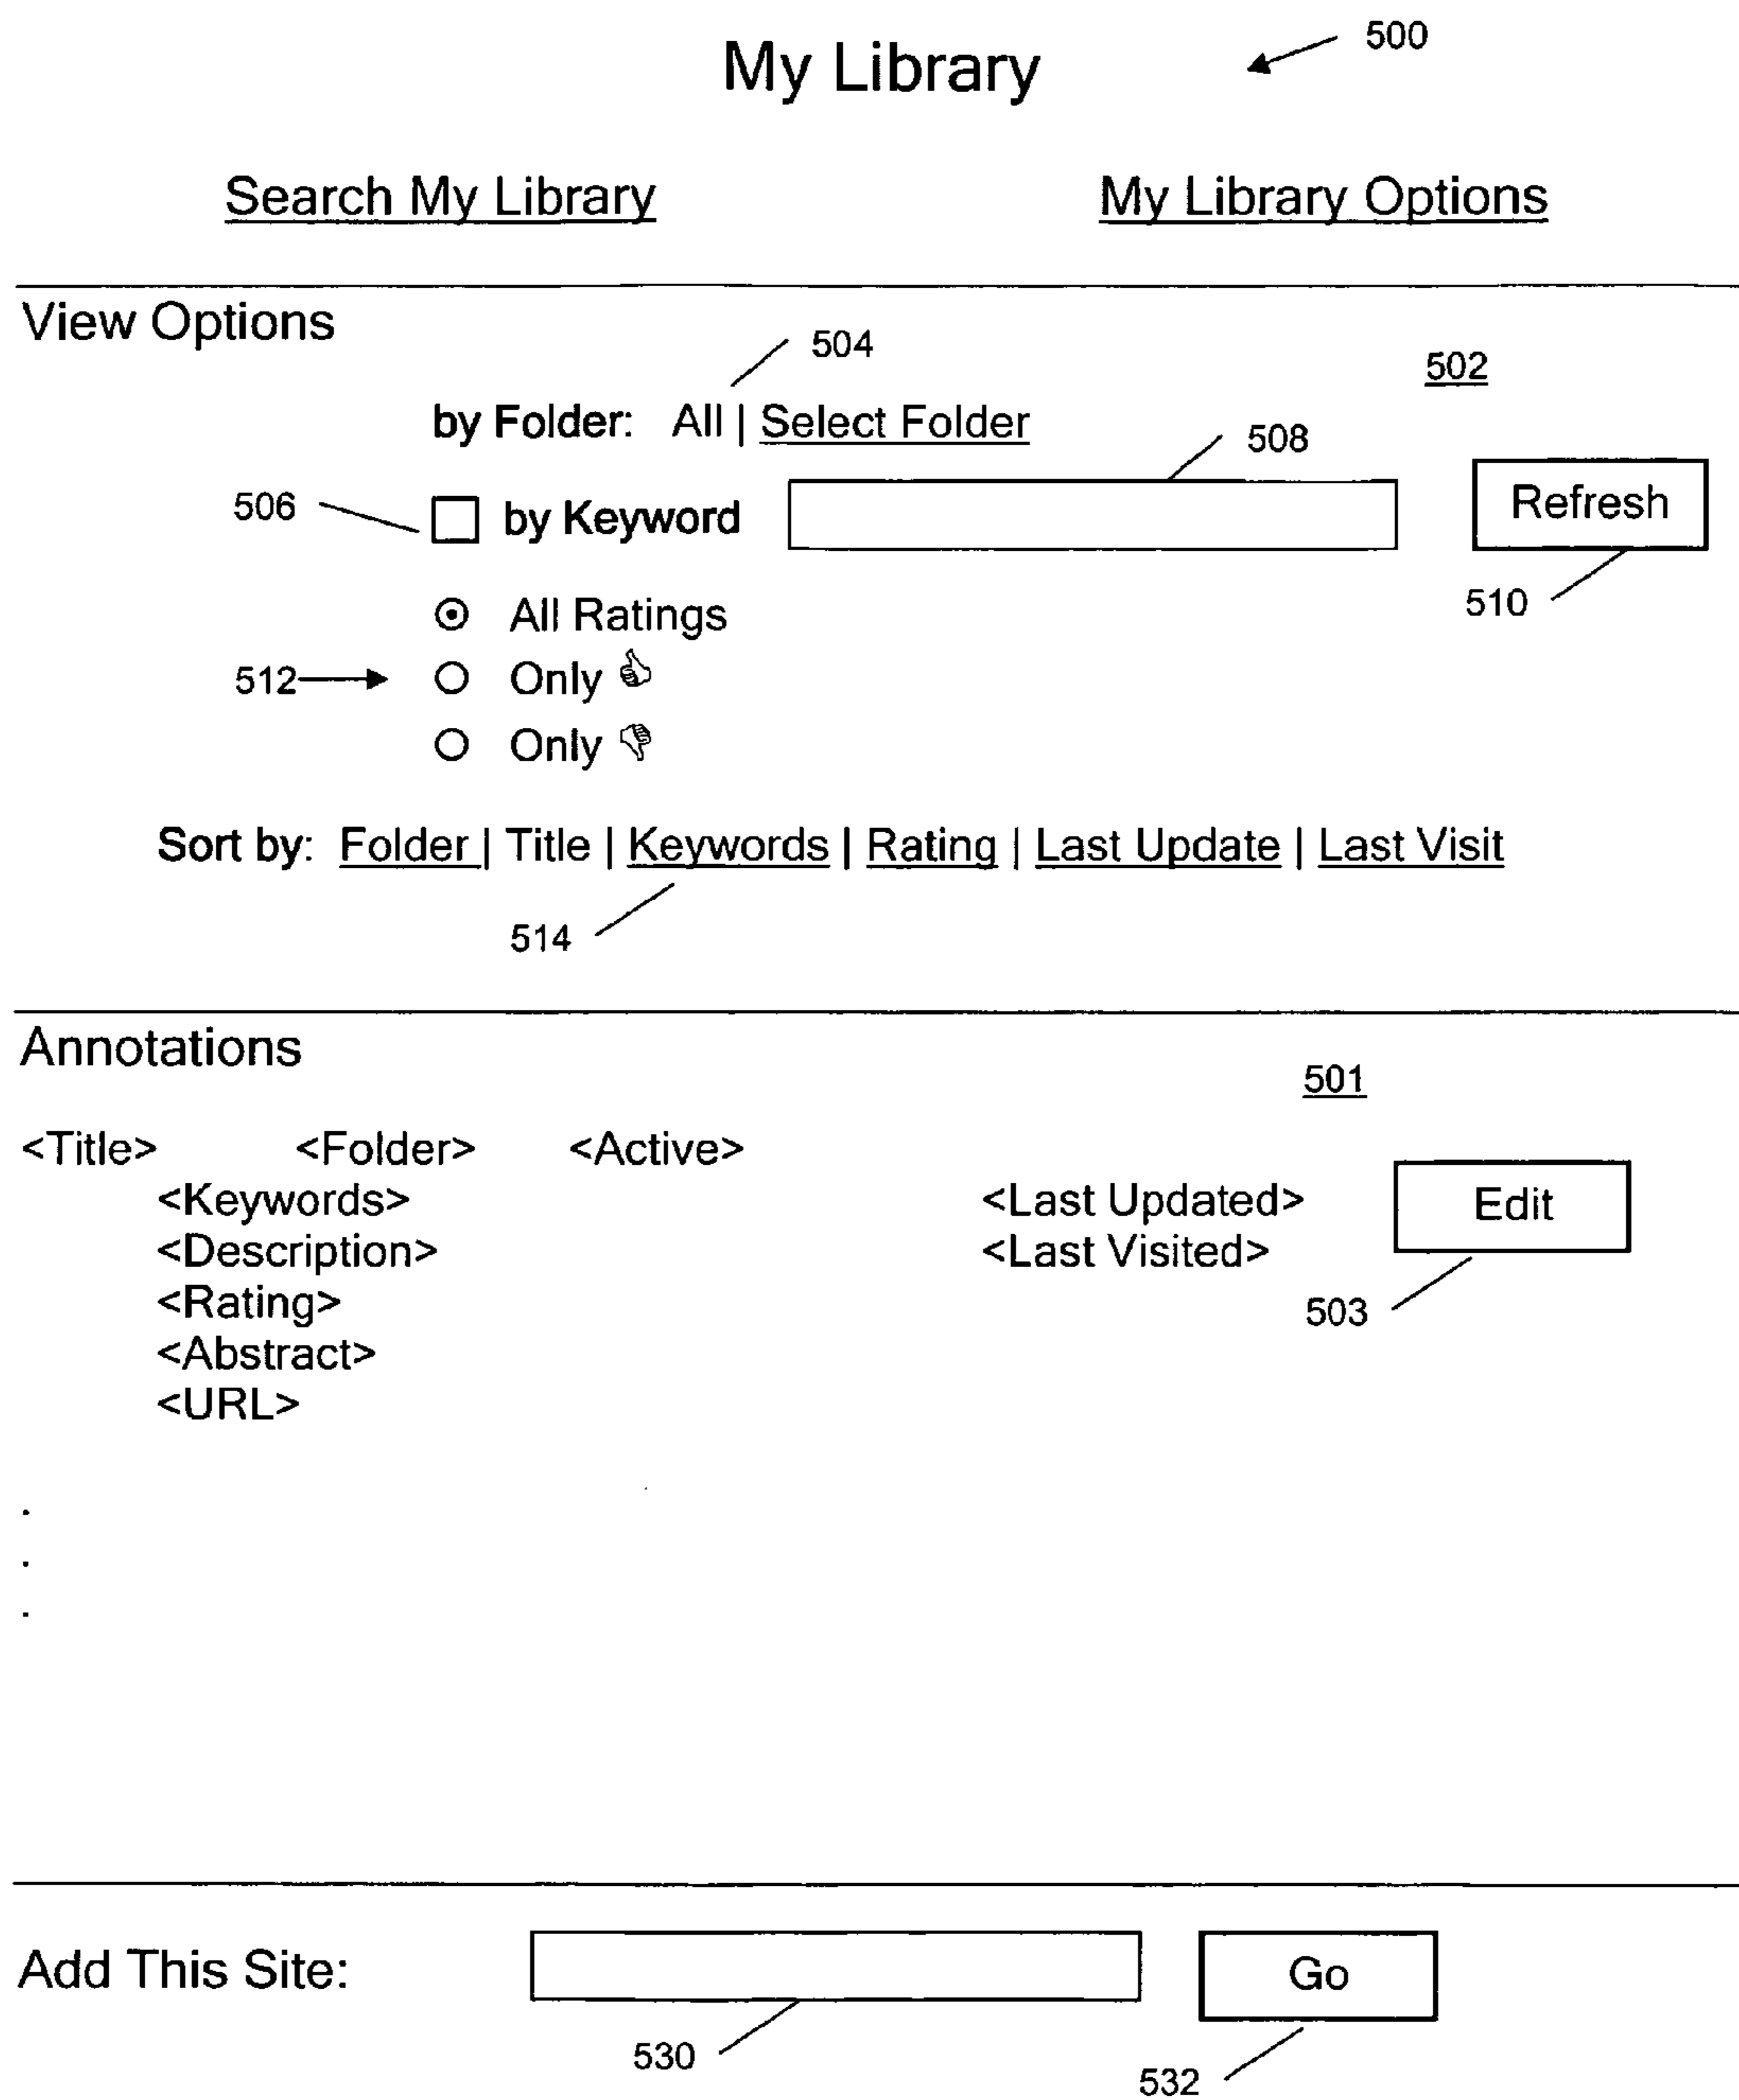 My Library
500
Search My Library My Library Options
View Options
504
502
by Folder: All | Select Folder
508
506 by Keyword Refresh
510
All Ratings
512 Only 👍
Only 👎
Sort by: Folder | Title | Keywords | Rating | Last Update | Last Visit
514
Annotations
501
<Title> <Folder> <Active>
<Keywords> <Last Updated> Edit
<Description> <Last Visited>
<Rating> 503
<Abstract>
<URL>
.
.
.
Add This Site: Go
530
532